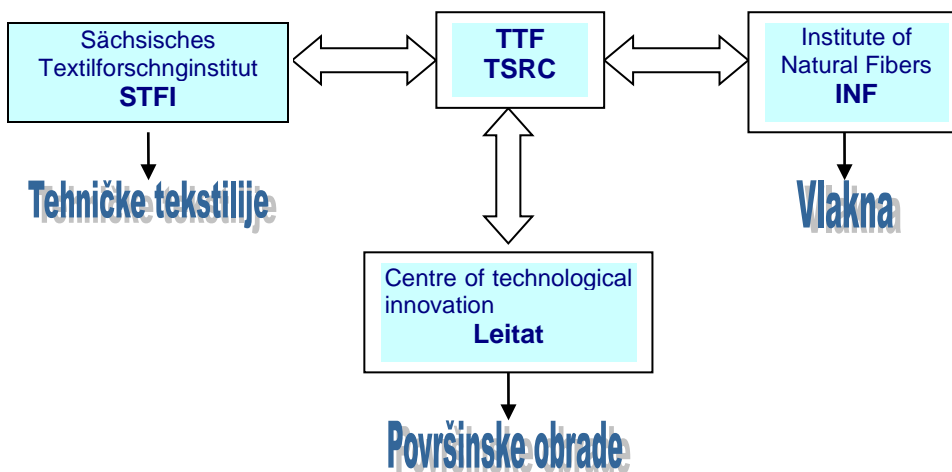 Sächsisches
Textilforschnginstitut
STFI
TTF
TSRC
Institute of
Natural Fibers
INF
Tehničke tekstilije
Vlakna
Centre of technological
innovation
Leitat
Površinske obrade